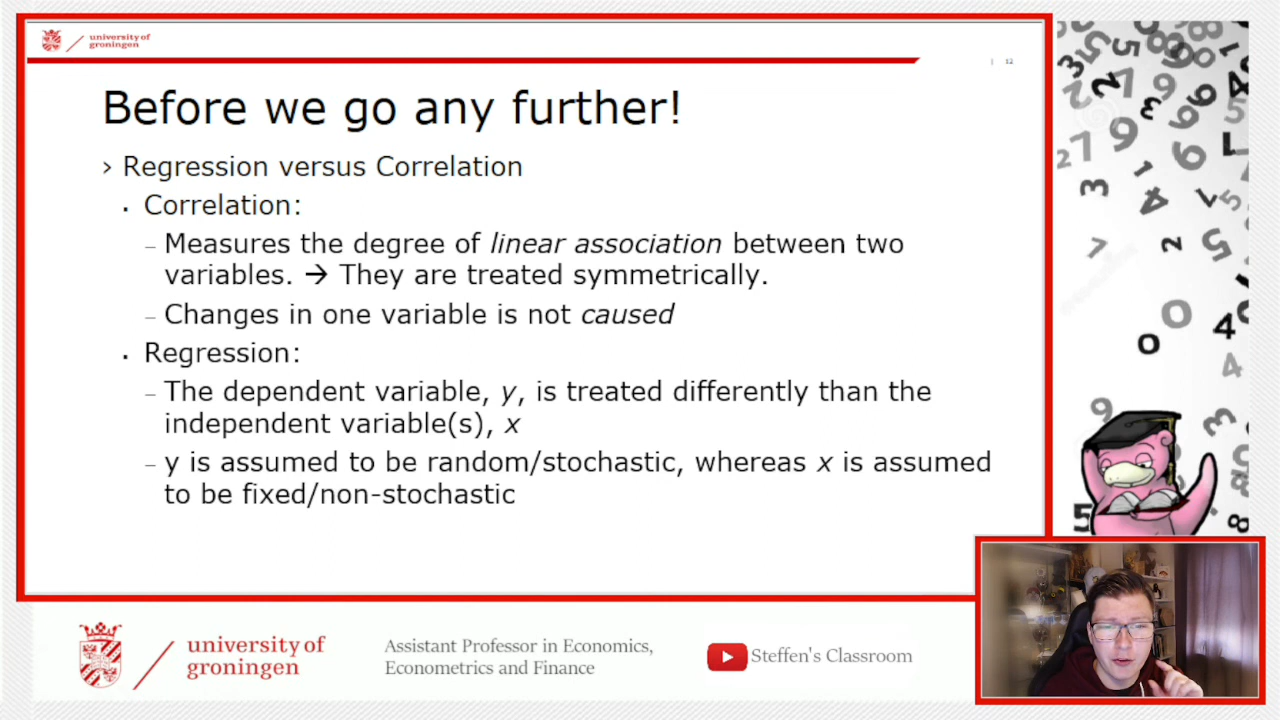 university of
groningen
| 12
Before we go any further!
› Regression versus Correlation
. Correlation:
– Measures the degree of linear association between two
variables. → They are treated symmetrically.
– Changes in one variable is not caused
. Regression:
– The dependent variable, y, is treated differently than the
independent variable(s), x
– y is assumed to be random/stochastic, whereas x is assumed
to be fixed/non-stochastic
university of
groningen
Assistant Professor in Economics,
Econometrics and Finance
Steffen's Classroom